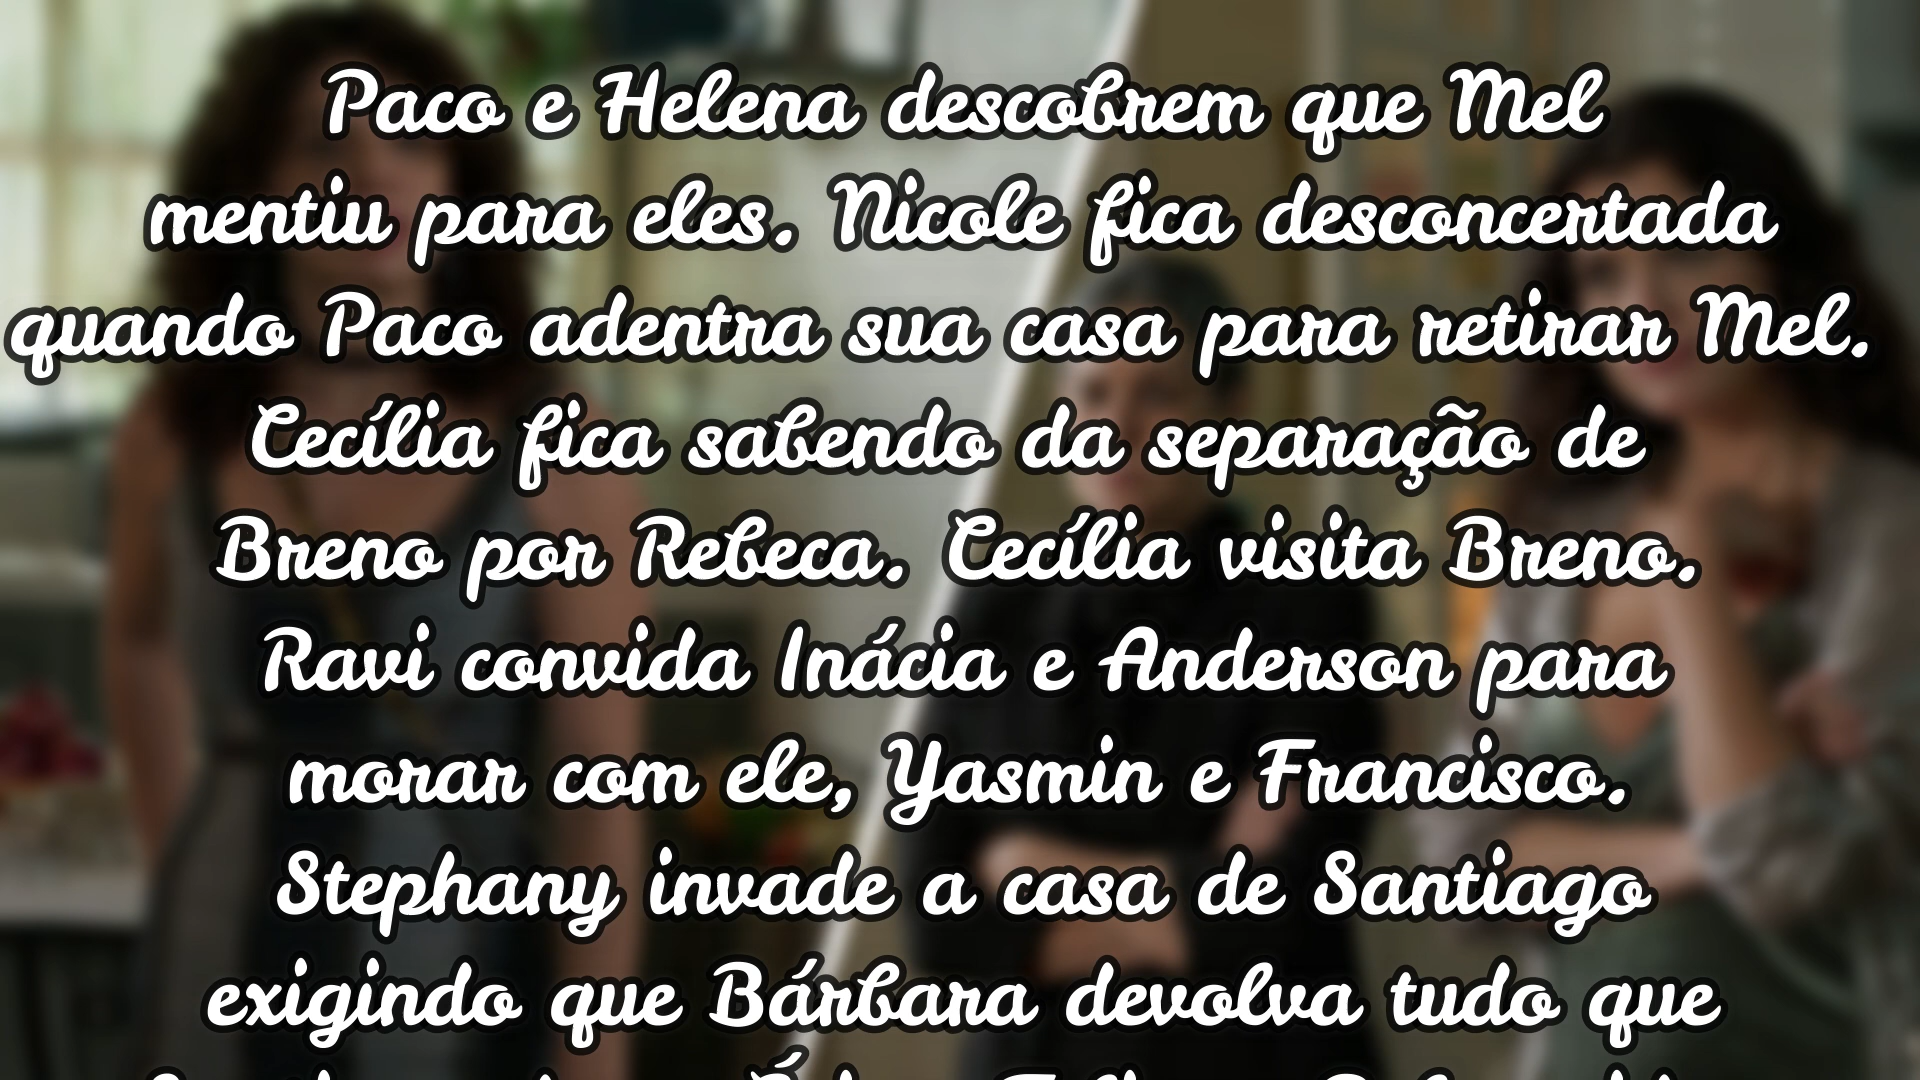 Paco e Helena descobrem que Mel
mentiu para eles. Nicole fica desconcertada
quando Paco adentra sua casa para retirar Mel.
Cecília fica sabendo da separação de
Breno por Rebeca. Cecília visita Breno.
Ravi convida Inácia e Anderson para
morar com ele, Yasmin e Francisco.
Stephany invade a casa de Santiago
exigindo que Bárbara devolva tudo que